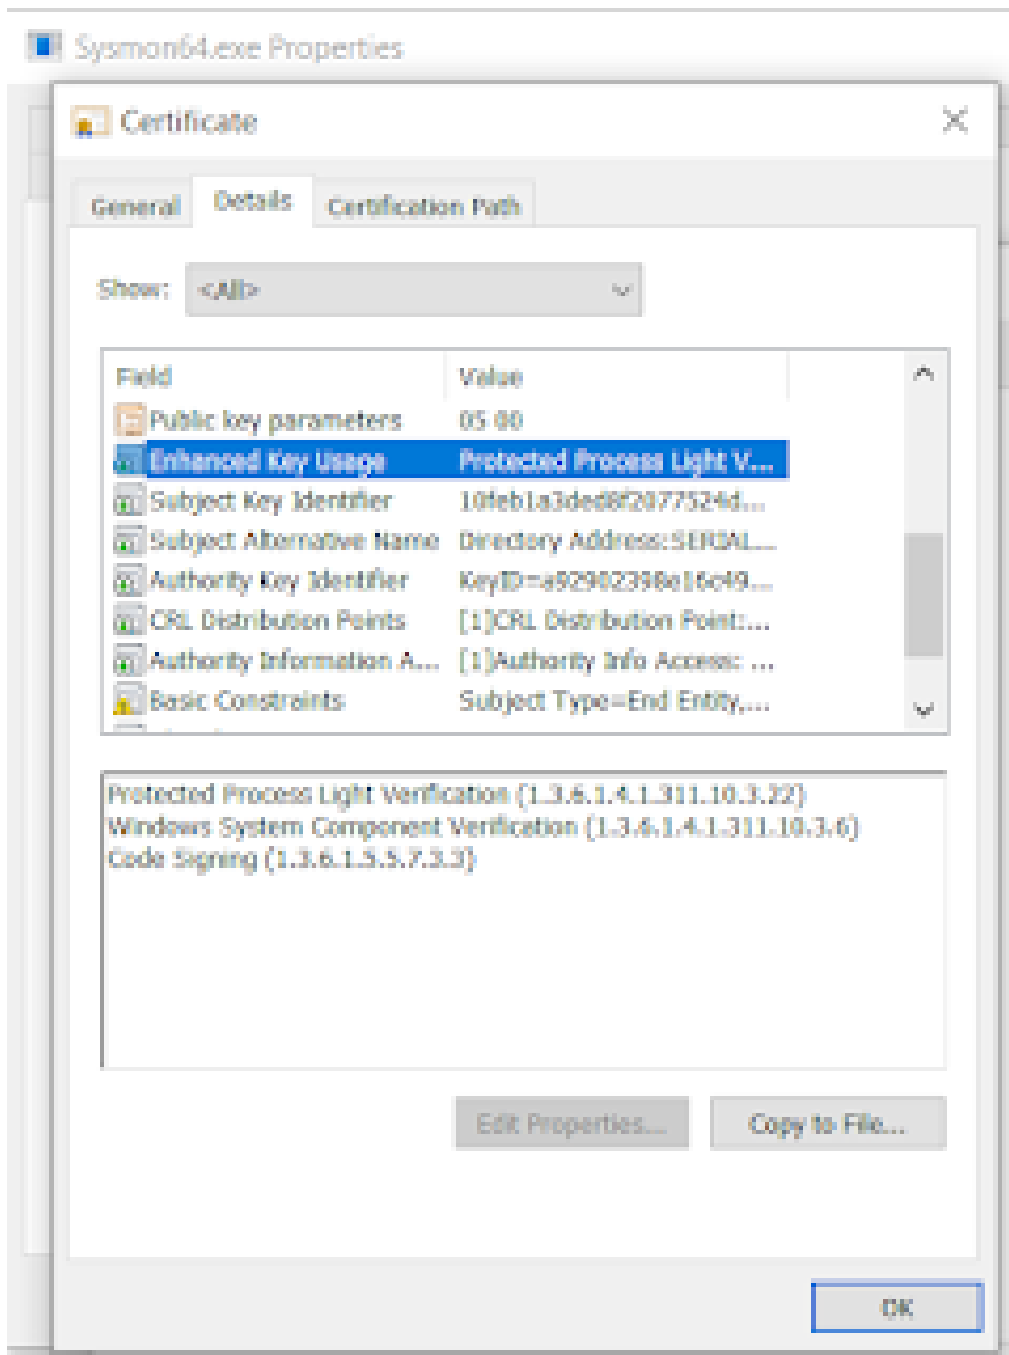 Sysmon64.exe Properties
Certificate
General Details Certification Path
Show: <All>
Field Value
Public key parameters 05 00
Enhanced Key Usage Protected Process Light V...
Subject Key Identifier
Subject Alternative Name Directory Address:SERIAL...
Authority Key Identifier
CRL Distribution Points [1]CRL Distribution Point:...
Authority Information A... [1]Authority Info Access: ...
Basic Constraints Subject Type=End Entity,...
Protected Process Light Verification (1.3.6.1.4.1.311.10.3.22)
Windows System Component Verification (1.3.6.1.4.1.311.10.3.6)
Code Signing (1.3.6.1.5.5.7.3.3)
Edit Properties... Copy to File...
OK